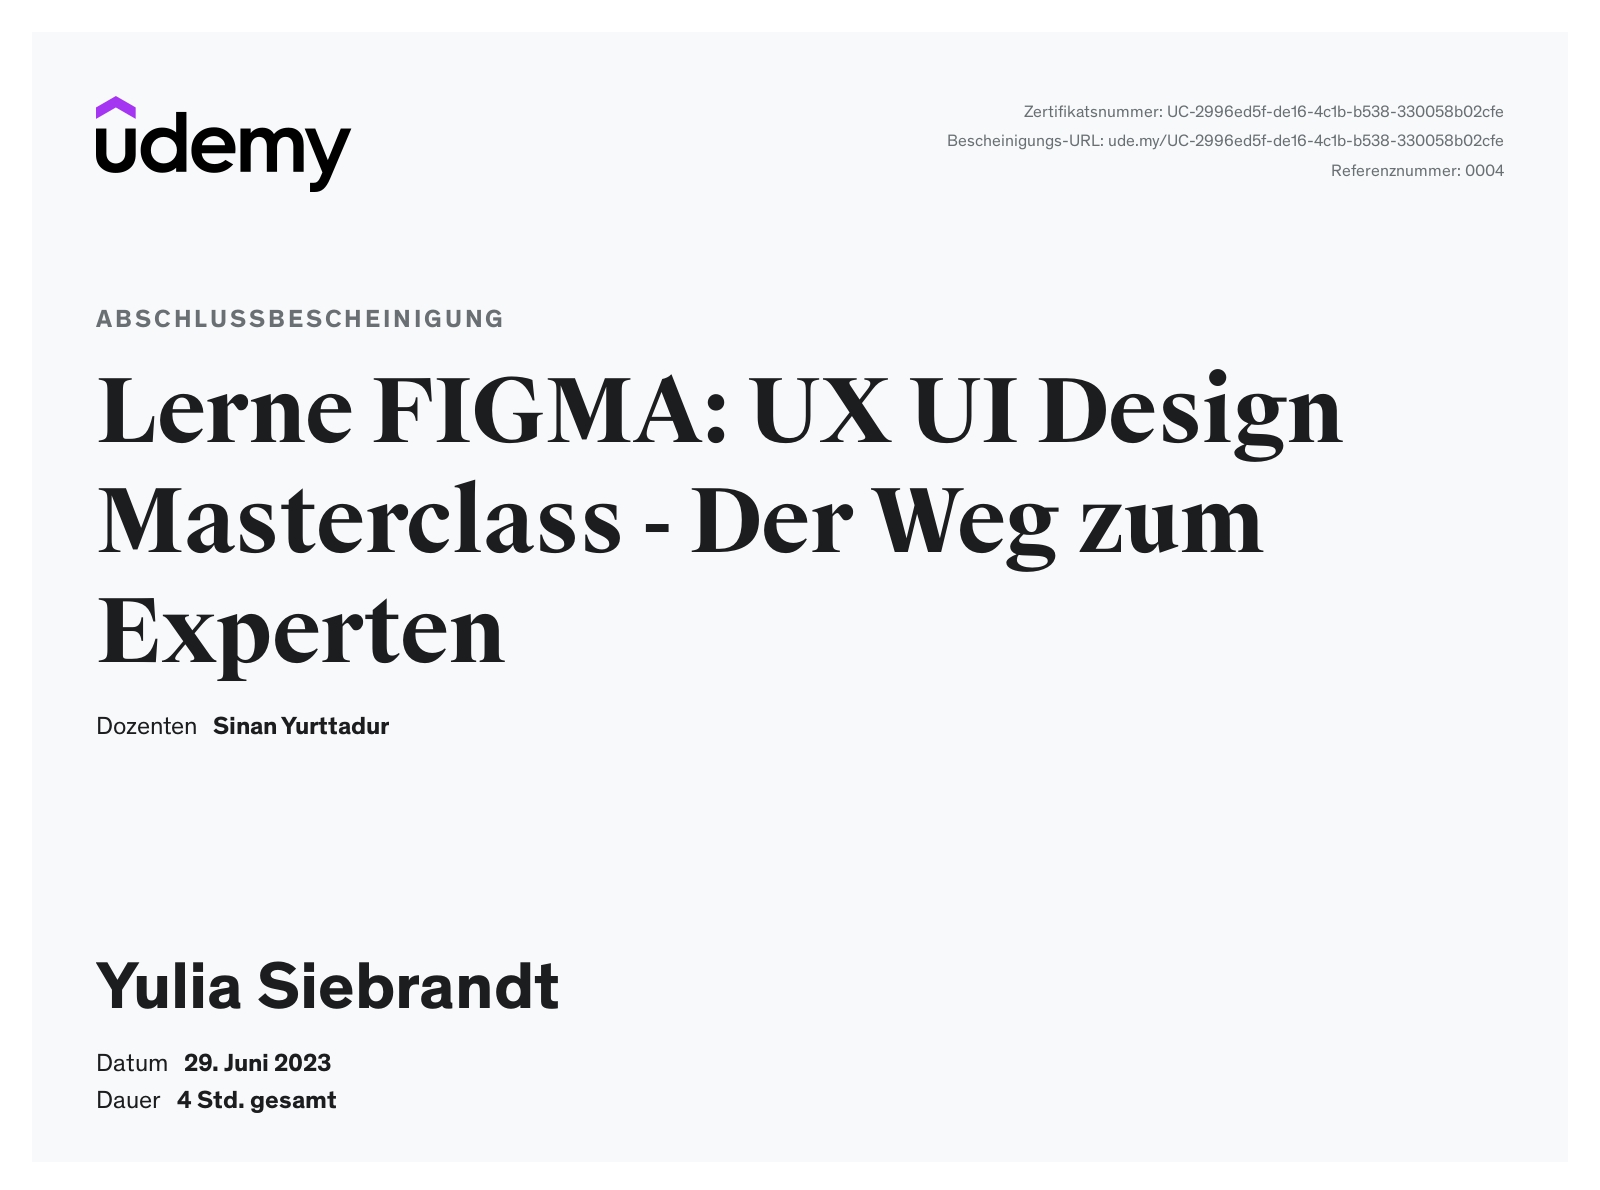 udemy
Zertifikatsnummer: UC-2996ed5f-de16-4c1b-b538-330058b02cfe
Bescheinigungs-URL: ude.my/UC-2996ed5f-de16-4c1b-b538-330058b02cfe
Referenznummer: 0004
ABSCHLUSSBESCHEINIGUNG
Lerne FIGMA: UX UI Design
Masterclass - Der Weg zum
Experten
Dozenten Sinan Yurttadur
Yulia Siebrandt
Datum 29. Juni 2023
Dauer 4 Std. gesamt